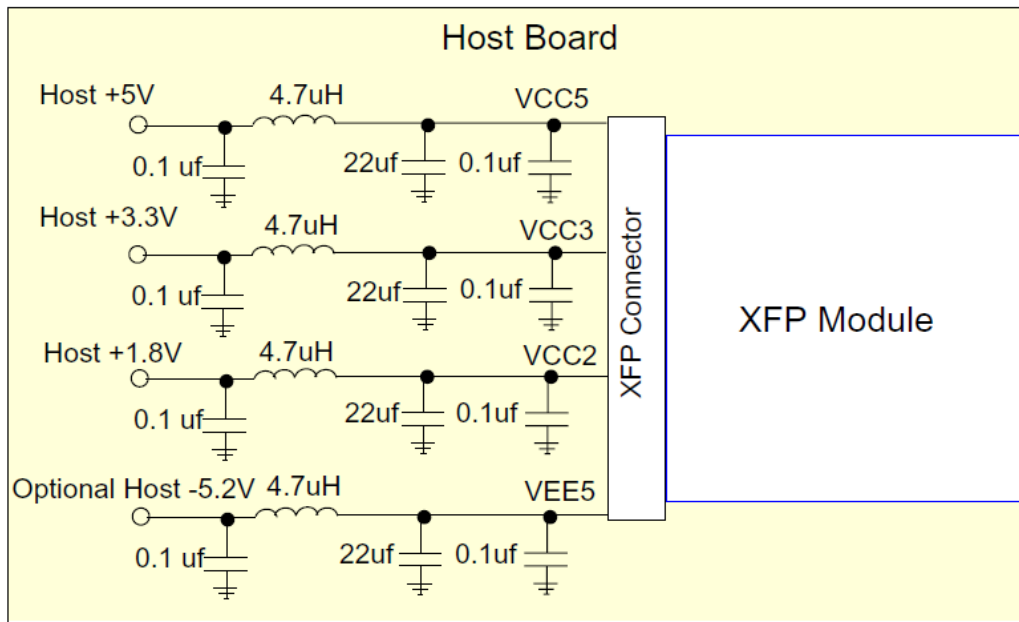 Host Board
Host +5V
4.7uH
VCC5
0.1 uf
22uf
0.1uf
Host +3.3V
4.7uH
VCC3
0.1 uf
22uf
0.1uf
Host +1.8V
4.7uH
VCC2
0.1 uf
22uf
0.1uf
Optional Host -5.2V
4.7uH
VEE5
0.1 uf
22uf
0.1uf
XFP Connector
XFP Module